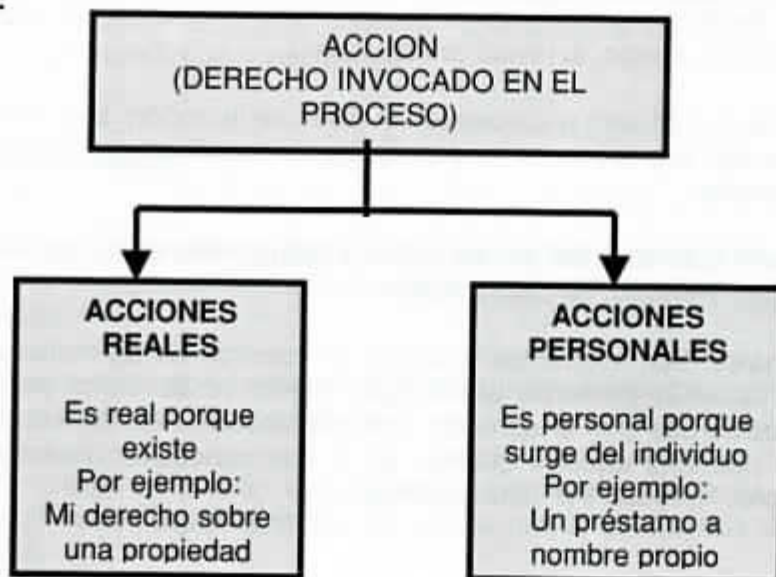 ACCION
(DERECHO INVOCADO EN EL
PROCESO)
ACCIONES
REALES
Es real porque
existe
Por ejemplo:
Mi derecho sobre
una propiedad
ACCIONES
PERSONALES
Es personal porque
surge del individuo
Por ejemplo:
Un préstamo a
nombre propio